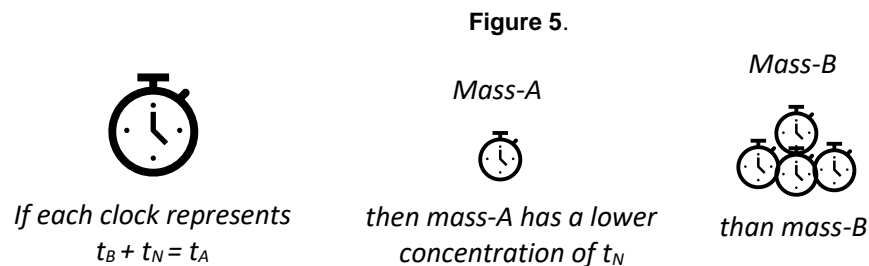 Figure 5.
If each clock represents
t_B + t_N = t_A
Mass-A
then mass-A has a lower
concentration of t_N
Mass-B
than mass-B